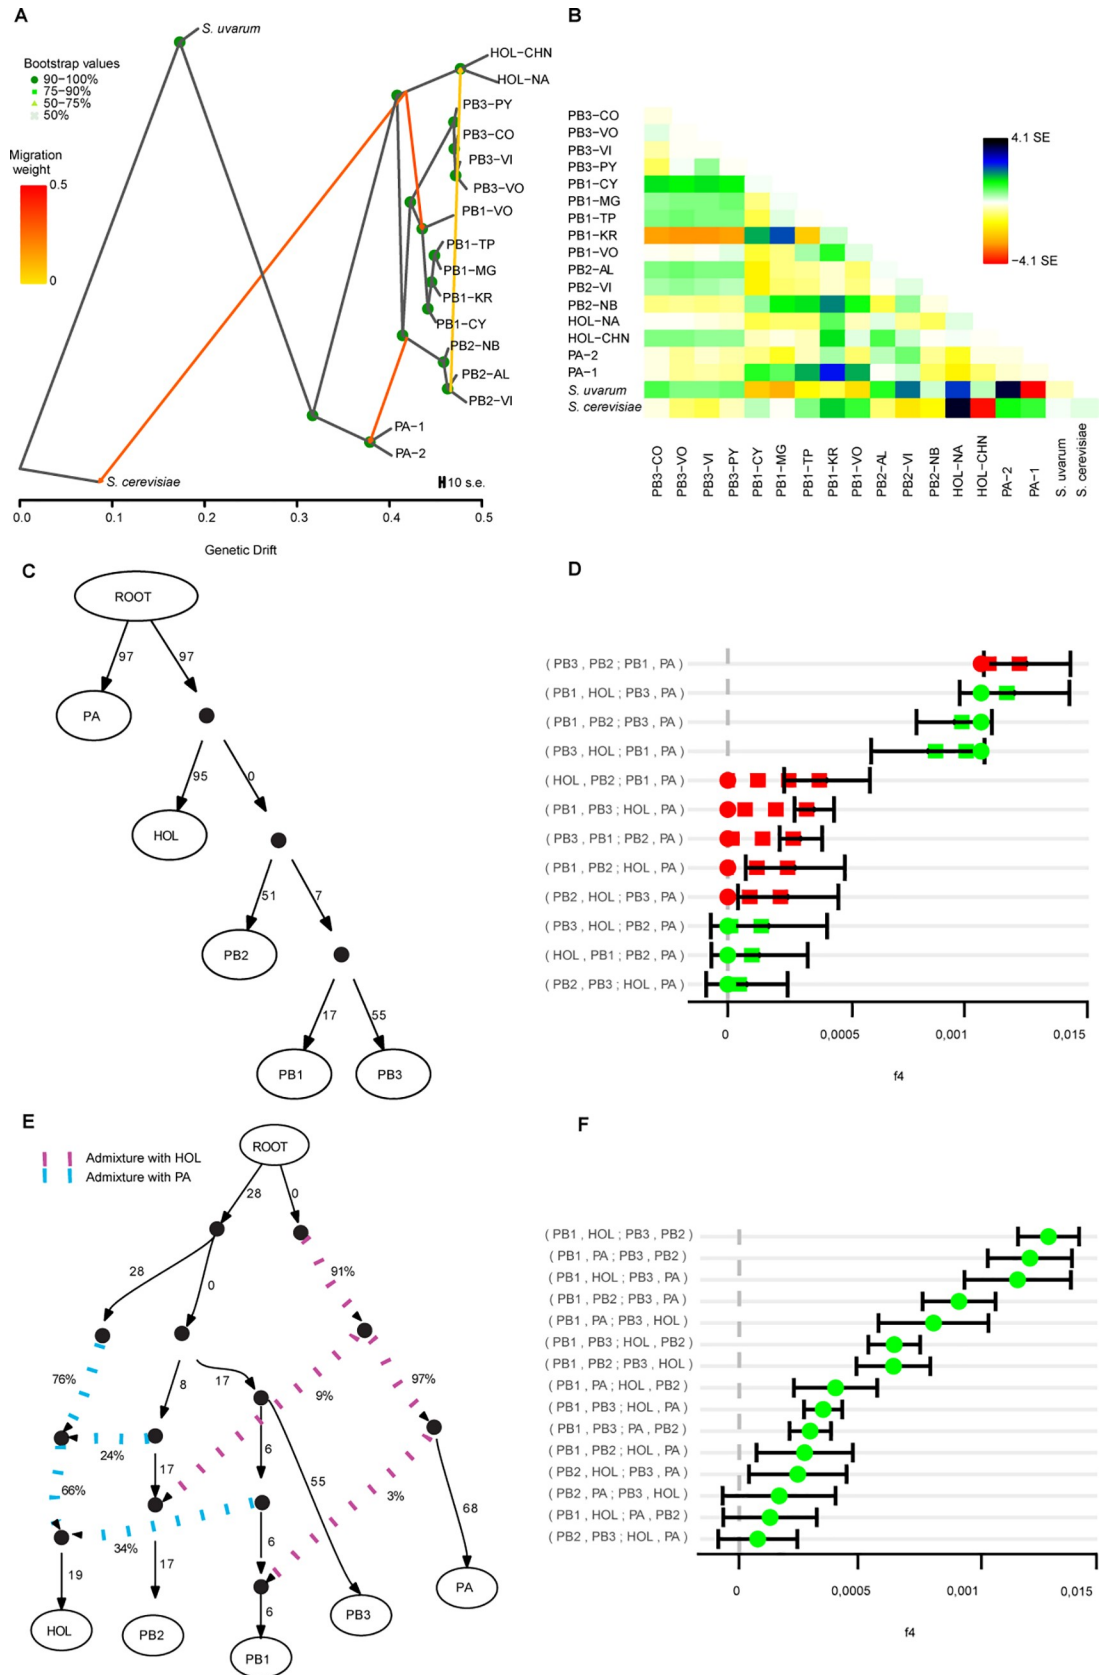 A
S. uvarum
Bootstrap values
90−100%
75−90%
50−75%
50%
Migration
weight
0.5
0
HOL−CHN
HOL−NA
PB3−PY
PB3−CO
PB3−VI
PB3−VO
PB1−VO
PB1−TP
PB1−MG
PB1−KR
PB1−CY
PB2−NB
PB2−AL
PB2−VI
PA−1
PA−2
S. cerevisiae
10 s.e.
0.0 0.1 0.2 0.3 0.4 0.5
Genetic Drift
B
PB3−CO
PB3−VO
PB3−VI
PB3−PY
PB1−CY
PB1−MG
PB1−TP
PB1−KR
PB1−VO
PB2−AL
PB2−VI
PB2−NB
HOL−NA
HOL−CHN
PA−2
PA−1
S. uvarum
S. cerevisiae
4.1 SE
−4.1 SE
PB3−CO
PB3−VO
PB3−VI
PB3−PY
PB1−CY
PB1−MG
PB1−TP
PB1−KR
PB1−VO
PB2−AL
PB2−VI
PB2−NB
HOL−NA
HOL−CHN
PA−2
PA−1
S. uvarum
S. cerevisiae
C
ROOT
97 97
PA
95 0
HOL
51 7
PB2
17 55
PB1 PB3
D
( PB3 , PB2 ; PB1 , PA )
( PB1 , HOL ; PB3 , PA )
( PB1 , PB2 ; PB3 , PA )
( PB3 , HOL ; PB1 , PA )
( HOL , PB2 ; PB1 , PA )
( PB1 , PB3 ; HOL , PA )
( PB3 , PB1 ; PB2 , PA )
( PB1 , PB2 ; HOL , PA )
( PB2 , HOL ; PB3 , PA )
( PB3 , HOL ; PB2 , PA )
( HOL , PB1 ; PB2 , PA )
( PB2 , PB3 ; HOL , PA )
0 0,0005 0,001 0,015
f4
E
Admixture with HOL
Admixture with PA
ROOT
28 0
28 0 91%
76% 8 17 9% 97%
24% 17 6 55
66% 3% 68
34% 17 6
19 6
HOL PB2 PB1 PB3 PA
F
( PB1 , HOL ; PB3 , PB2 )
( PB1 , PA ; PB3 , PB2 )
( PB1 , HOL ; PB3 , PA )
( PB1 , PB2 ; PB3 , PA )
( PB1 , PA ; PB3 , HOL )
( PB1 , PB3 ; HOL , PB2 )
( PB1 , PB2 ; PB3 , HOL )
( PB1 , PA ; HOL , PB2 )
( PB1 , PB3 ; HOL , PA )
( PB1 , PB3 ; PA , PB2 )
( PB1 , PB2 ; HOL , PA )
( PB2 , HOL ; PB3 , PA )
( PB2 , PA ; PB3 , HOL )
( PB1 , HOL ; PA , PB2 )
( PB2 , PB3 ; HOL , PA )
0 0,0005 0,001 0,015
f4